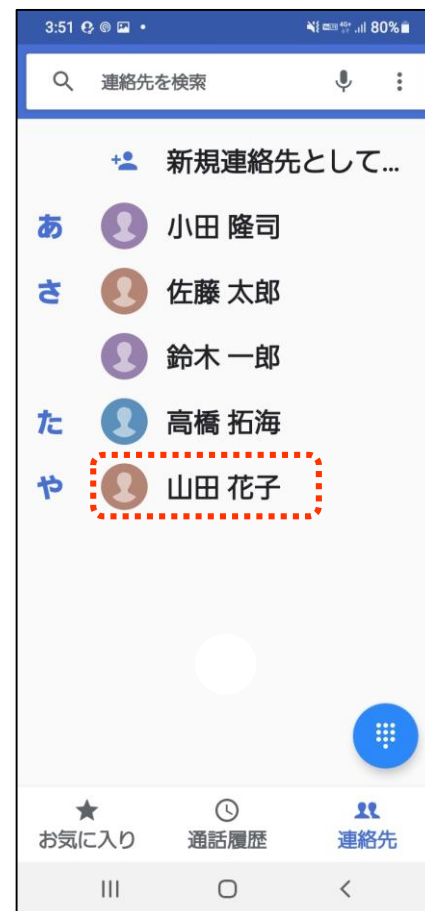 3:51 80%
連絡先を検索
新規連絡先として...
あ 小田 隆司
さ 佐藤 太郎
鈴木 一郎
た 高橋 拓海
や 山田 花子
お気に入り 通話履歴 連絡先